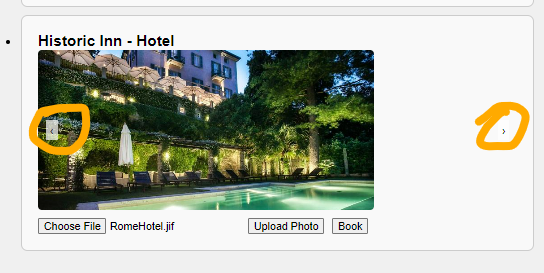 Historic Inn - Hotel
‹ ›
Choose File RomeHotel.jif Upload Photo Book